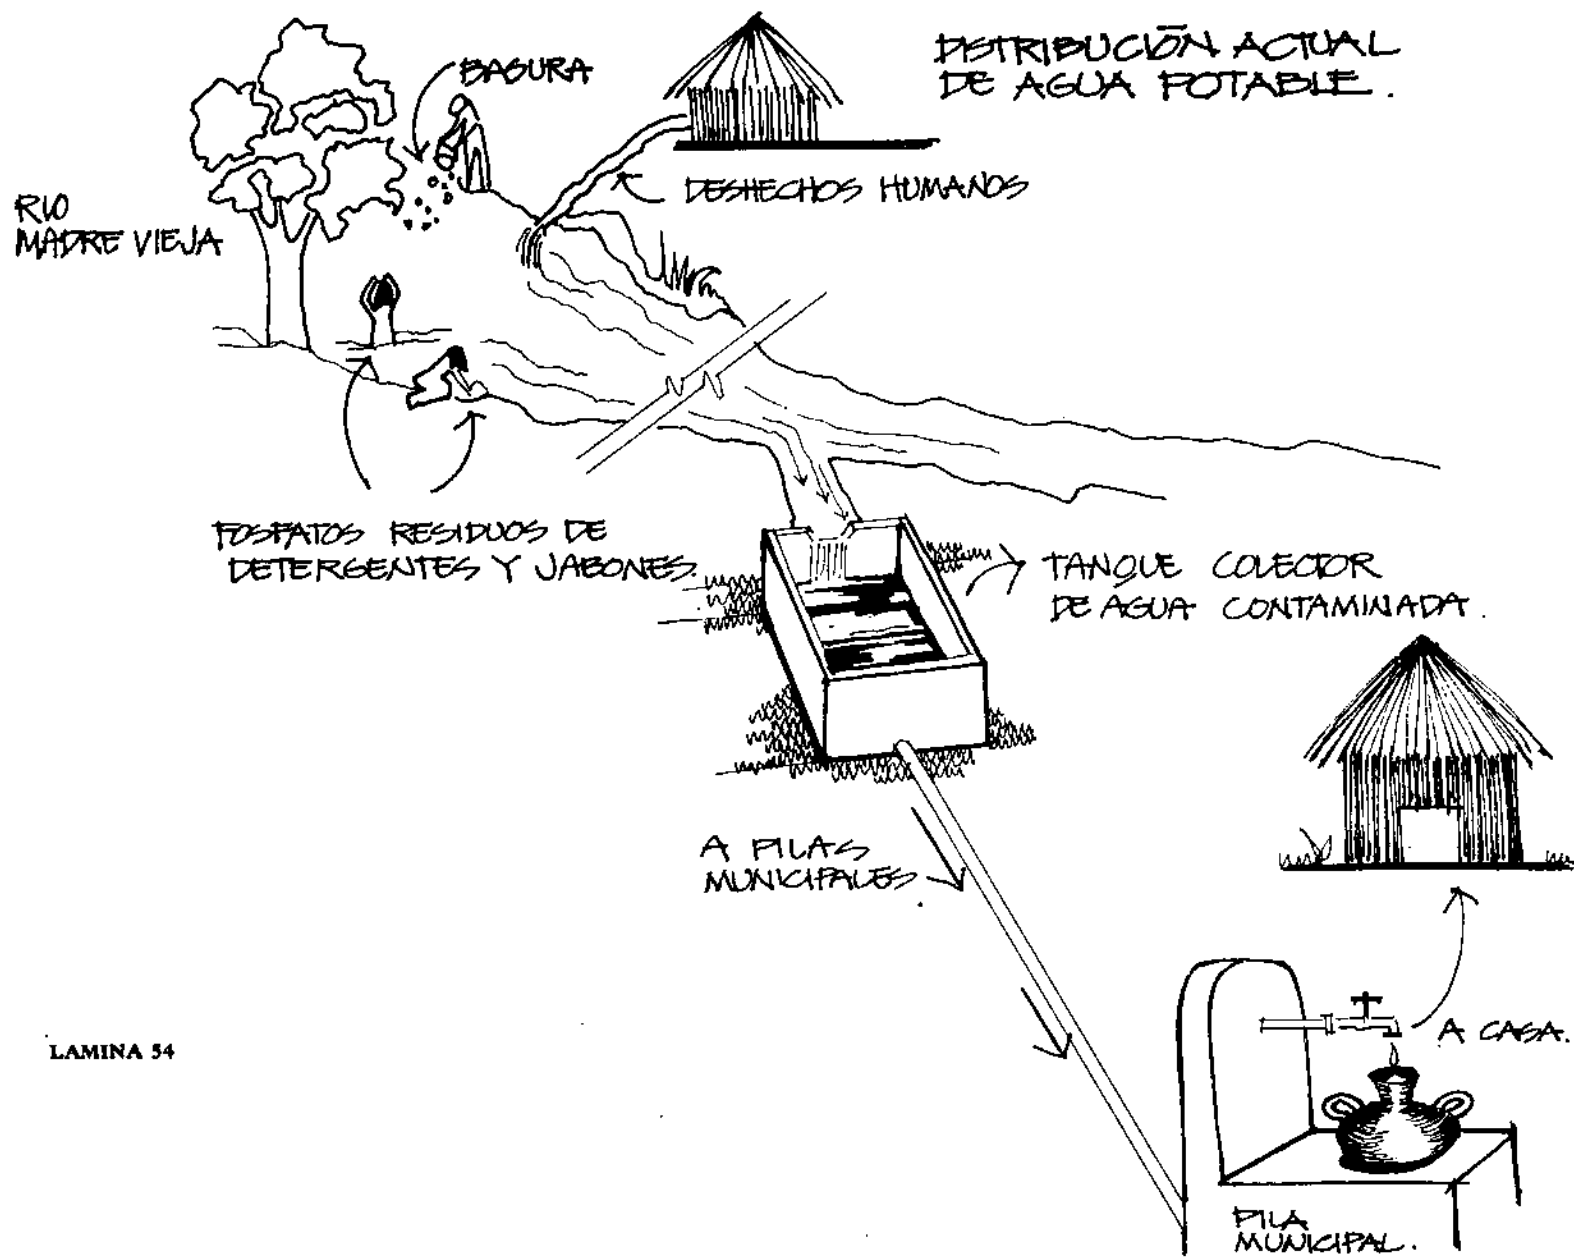 DISTRIBUCIÓN ACTUAL
DE AGUA POTABLE.
BASURA
DESHECHOS HUMANOS
RIO
MADRE VIEJA
FOSFATOS RESIDUOS DE
DETERGENTES Y JABONES.
TANQUE COLECTOR
DE AGUA CONTAMINADA.
A PILAS
MUNICIPALES
A CASA.
LAMINA 54
PILA
MUNICIPAL.